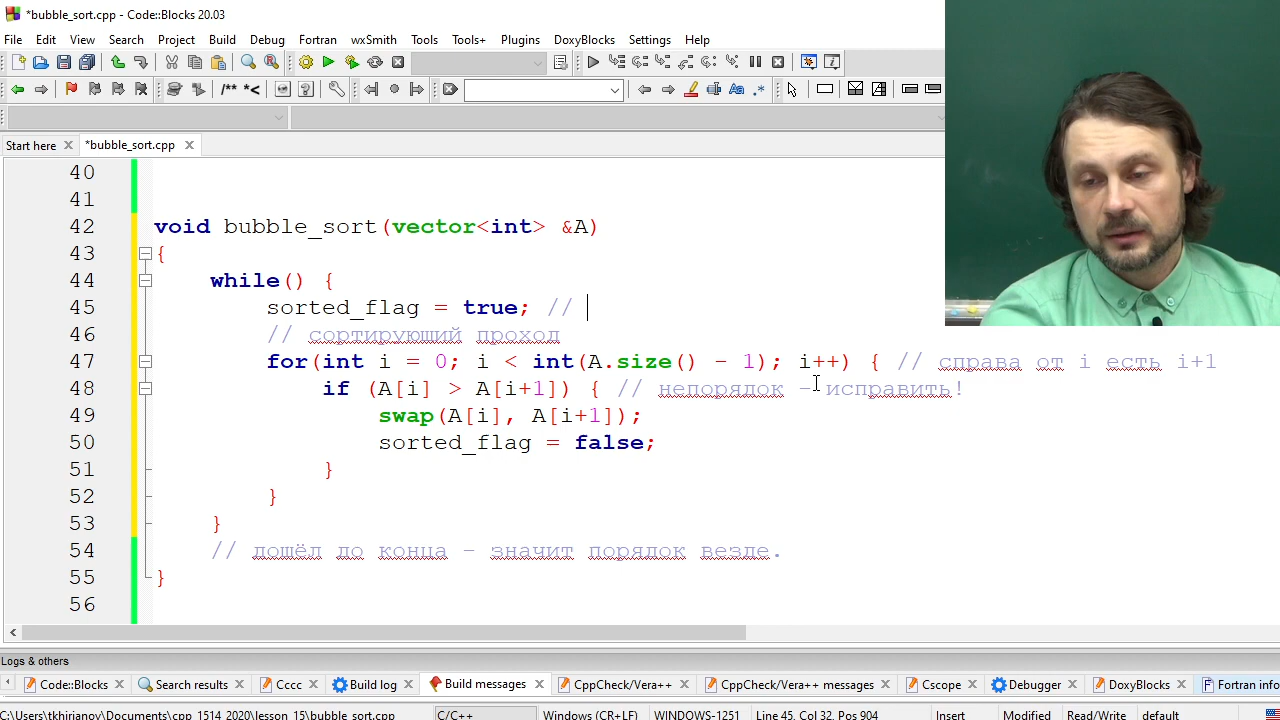 *bubble_sort.cpp - Code::Blocks 20.03
File Edit View Search Project Build Debug Fortran wxSmith Tools Tools+ Plugins DoxyBlocks Settings Help
/** *<
Start here *bubble_sort.cpp
40
41
42 void bubble_sort(vector<int> &A)
43 {
44 while() {
45 sorted_flag = true; //
46 // сортирующий проход
47 for(int i = 0; i < int(A.size() - 1); i++) { // справа от i есть i+1
48 if (A[i] > A[i+1]) { // непорядок - исправить!
49 swap(A[i], A[i+1]);
50 sorted_flag = false;
51 }
52 }
53 }
54 // дошёл до конца - значит порядок везде.
55 }
56
Logs & others
Code::Blocks Search results Cccc Build log Build messages CppCheck/Vera++ CppCheck/Vera++ messages Cscope Debugger DoxyBlocks Fortran info
C:\Users\tkhirianov\Documents\cpp_1514_2020\lesson_15\bubble_sort.cpp C/C++ Windows (CR+LF) WINDOWS-1251 Line 45, Col 32, Pos 904 Insert Modified Read/Write default